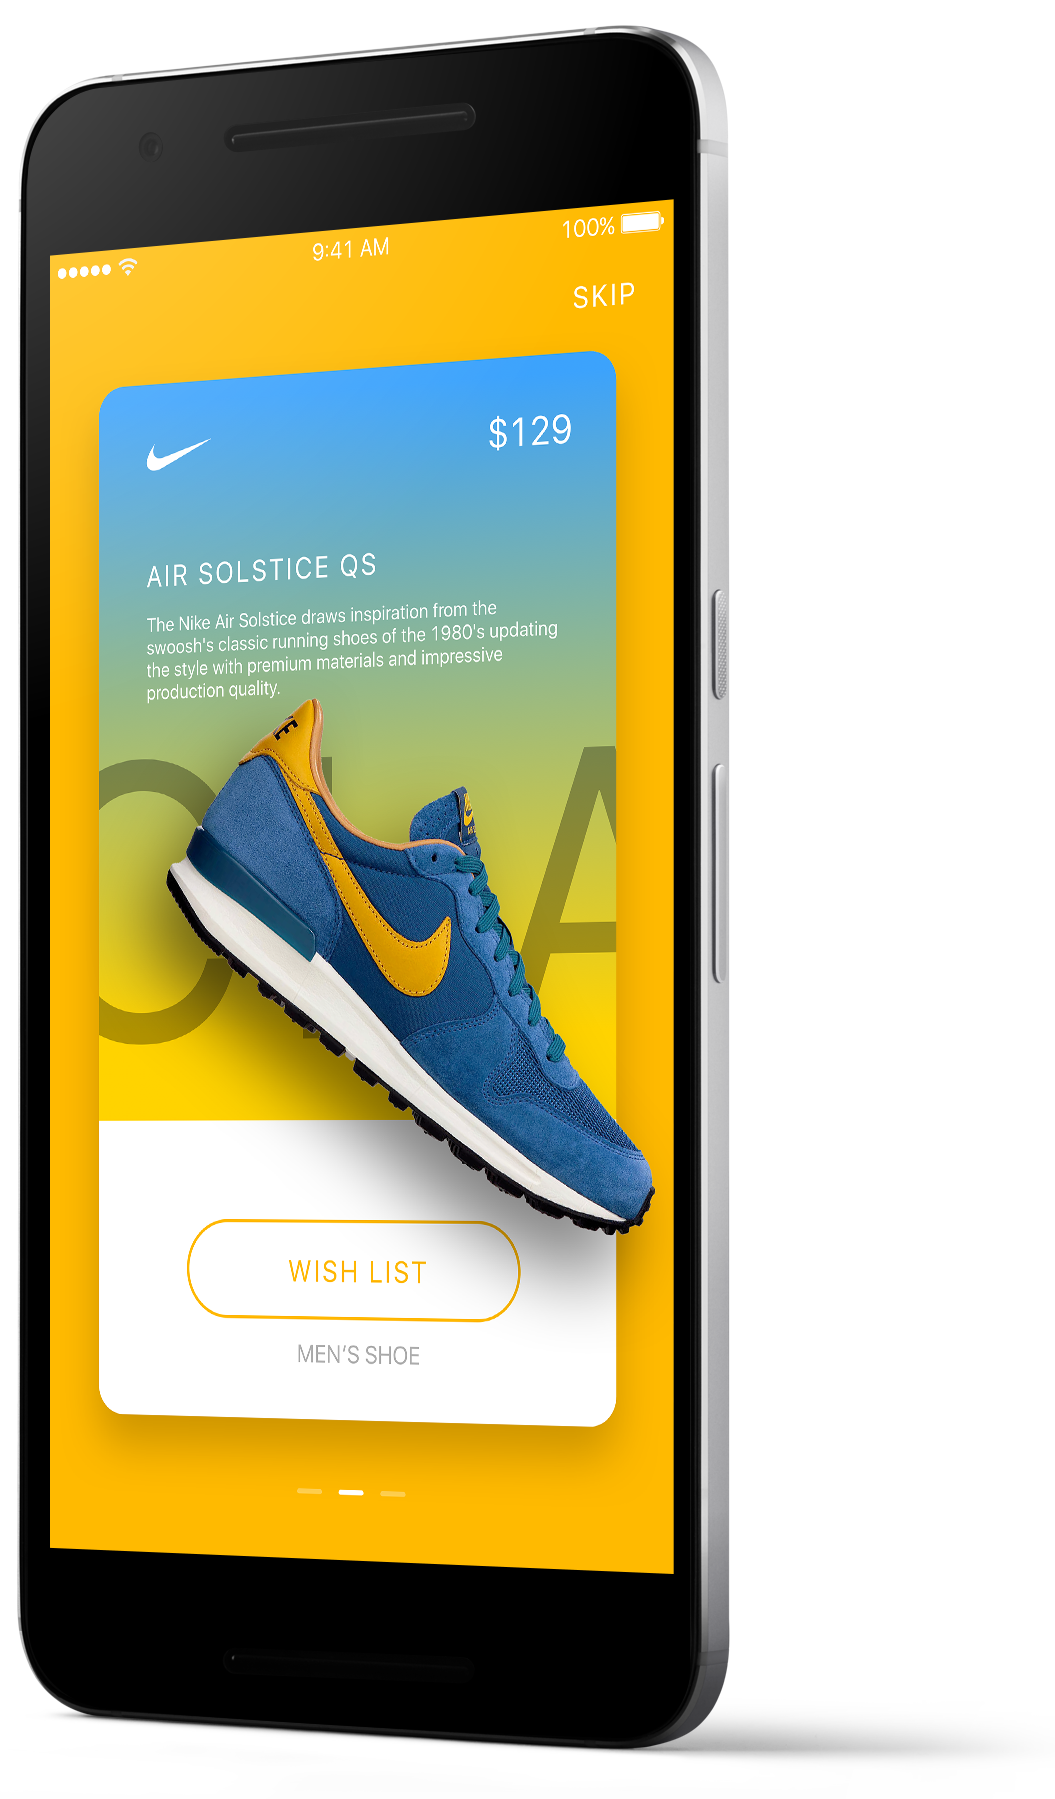 9:41 AM
100%
SKIP
$129
AIR SOLSTICE QS
The Nike Air Solstice draws inspiration from the
swoosh's classic running shoes of the 1980's updating
the style with premium materials and impressive
production quality.
WISH LIST
MEN'S SHOE